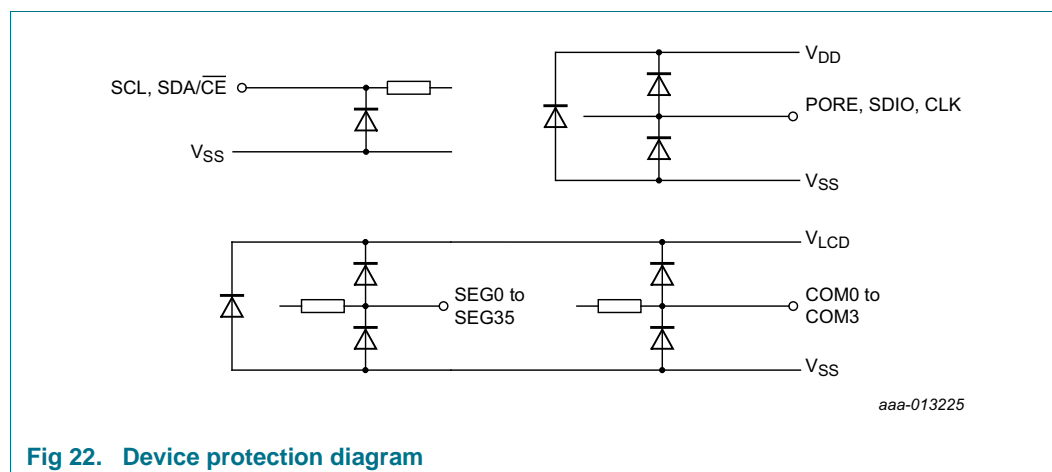 SCL, SDA/C̅E̅
VSS
VDD
PORE, SDIO, CLK
VSS
VLCD
SEG0 to
SEG35
COM0 to
COM3
VSS
aaa-013225
Fig 22. Device protection diagram